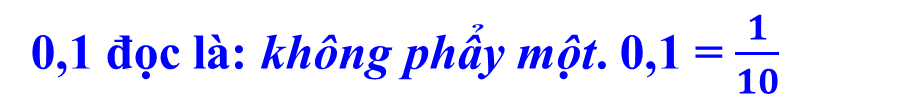 0,1 đọc là: không phẩy một. 0,1 = 1/10